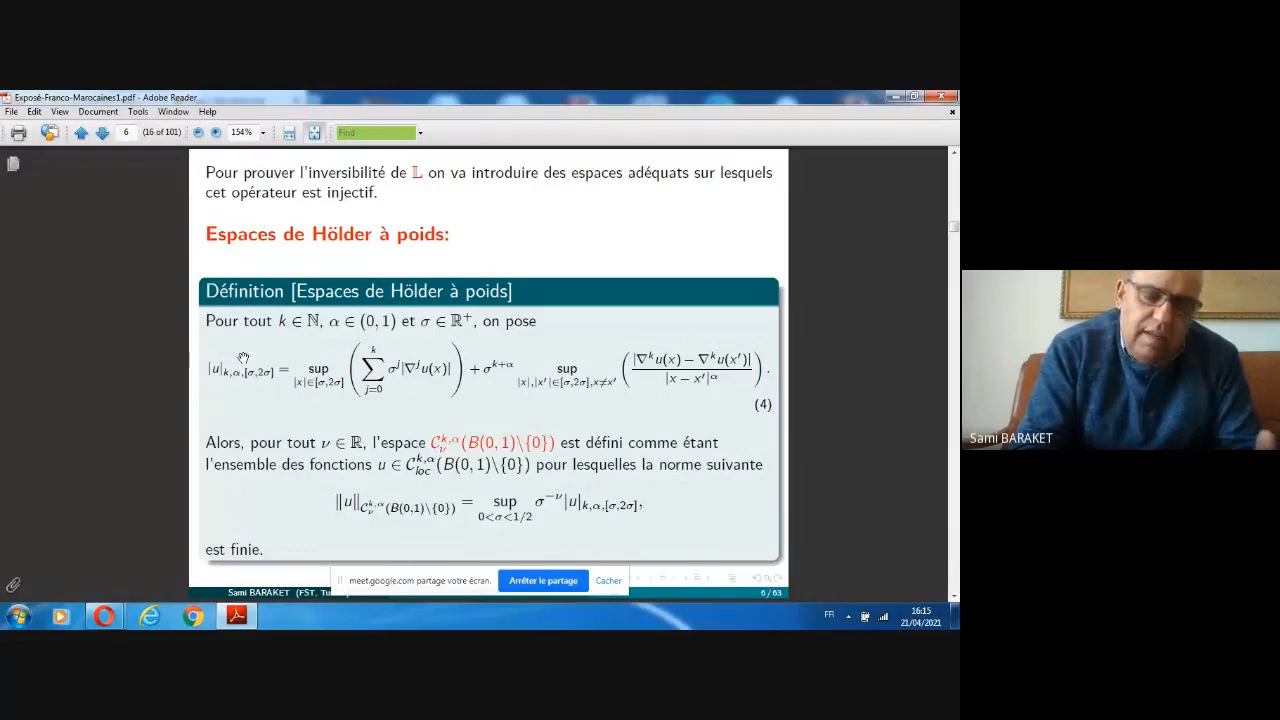 Exposé-Franco-Marocaines1.pdf - Adobe Reader
File Edit View Document Tools Window Help
6 (16 of 101) 154% Find
Pour prouver l'inversibilité de 𝕃 on va introduire des espaces adéquats sur lesquels
cet opérateur est injectif.
Espaces de Hölder à poids:
Définition [Espaces de Hölder à poids]
Pour tout k ∈ ℕ, α ∈ (0, 1) et σ ∈ ℝ⁺, on pose
|u|_{k,α,[σ,2σ]} = sup_{|x|∈[σ,2σ]} ( ∑_{j=0}^{k} σ^j |∇^j u(x)| ) + σ^{k+α} sup_{|x|,|x′|∈[σ,2σ],x≠x′} ( |∇^k u(x) − ∇^k u(x′)| / |x − x′|^α ).
(4)
Alors, pour tout ν ∈ ℝ, l'espace C_ν^{k,α}(B(0, 1)\{0}) est défini comme étant
l'ensemble des fonctions u ∈ C_{loc}^{k,α}(B(0, 1)\{0}) pour lesquelles la norme suivante
‖u‖_{C_ν^{k,α}(B(0,1)\{0})} = sup_{0<σ<1/2} σ^{−ν} |u|_{k,α,[σ,2σ]},
est finie.
meet.google.com partage votre écran. Arrêter le partage Cacher
Sami BARAKET (FST. Tu 6 / 63
FR 16:15
21/04/2021
Sami BARAKET